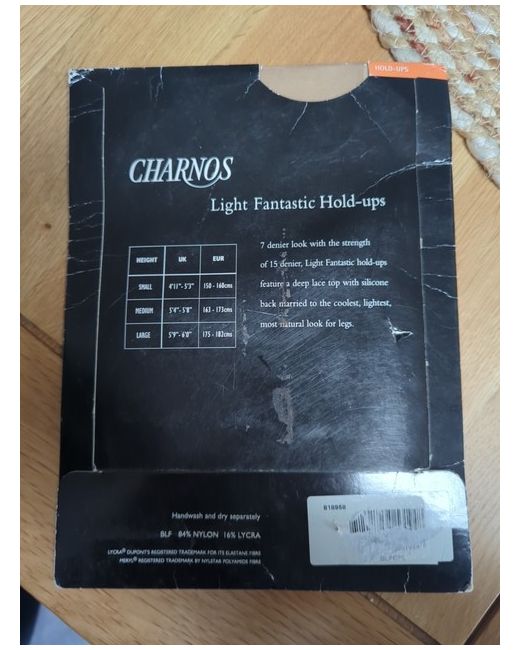 HOLD-UPS
CHARNOS
Light Fantastic Hold-ups
7 denier look with the strength
of 15 denier, Light Fantastic hold-ups
feature a deep lace top with silicone
back married to the coolest, lightest,
most natural look for legs.
HEIGHT UK EUR
SMALL 4'11"- 5'3" 150 - 160cms
MEDIUM 5'4"- 5'8" 163 - 173cms
LARGE 5'9"- 6'0" 175 - 182cms
Handwash and dry separately
BLF 84% NYLON 16% LYCRA
LYCRA® DUPONT'S REGISTERED TRADEMARK FOR ITS ELASTANE FIBRE
MERYL® REGISTERED TRADEMARK BY NYLSTAR POLYAMIDE FIBRE